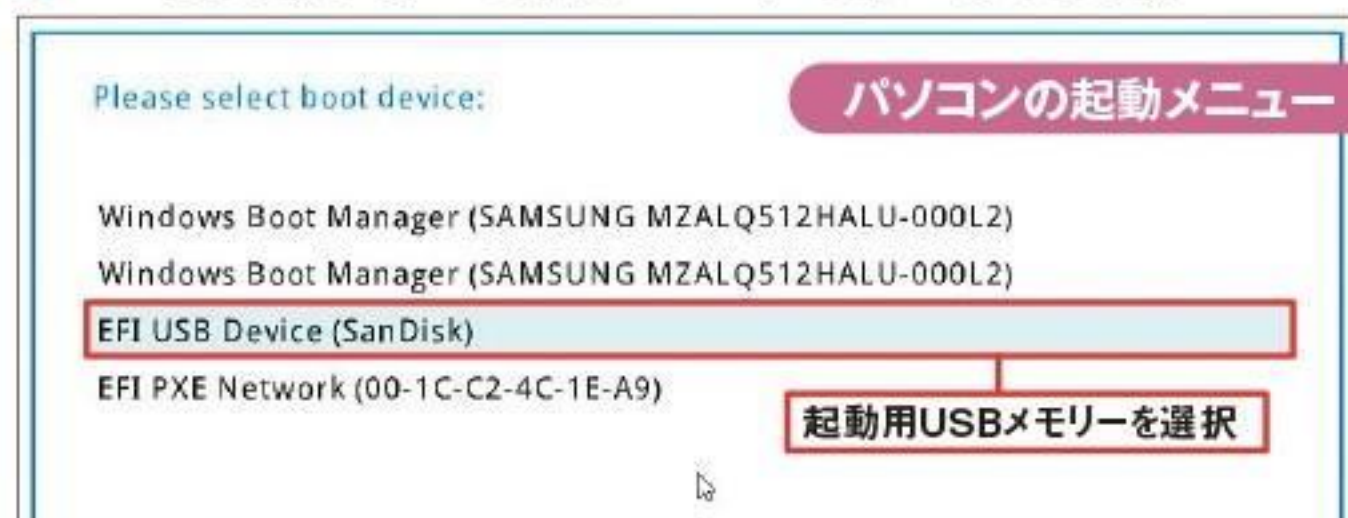 Please select boot device:
パソコンの起動メニュー
Windows Boot Manager (SAMSUNG MZALQ512HALU-000L2)
Windows Boot Manager (SAMSUNG MZALQ512HALU-000L2)
EFI USB Device (SanDisk)
EFI PXE Network (00-1C-C2-4C-1E-A9)
起動用USBメモリーを選択